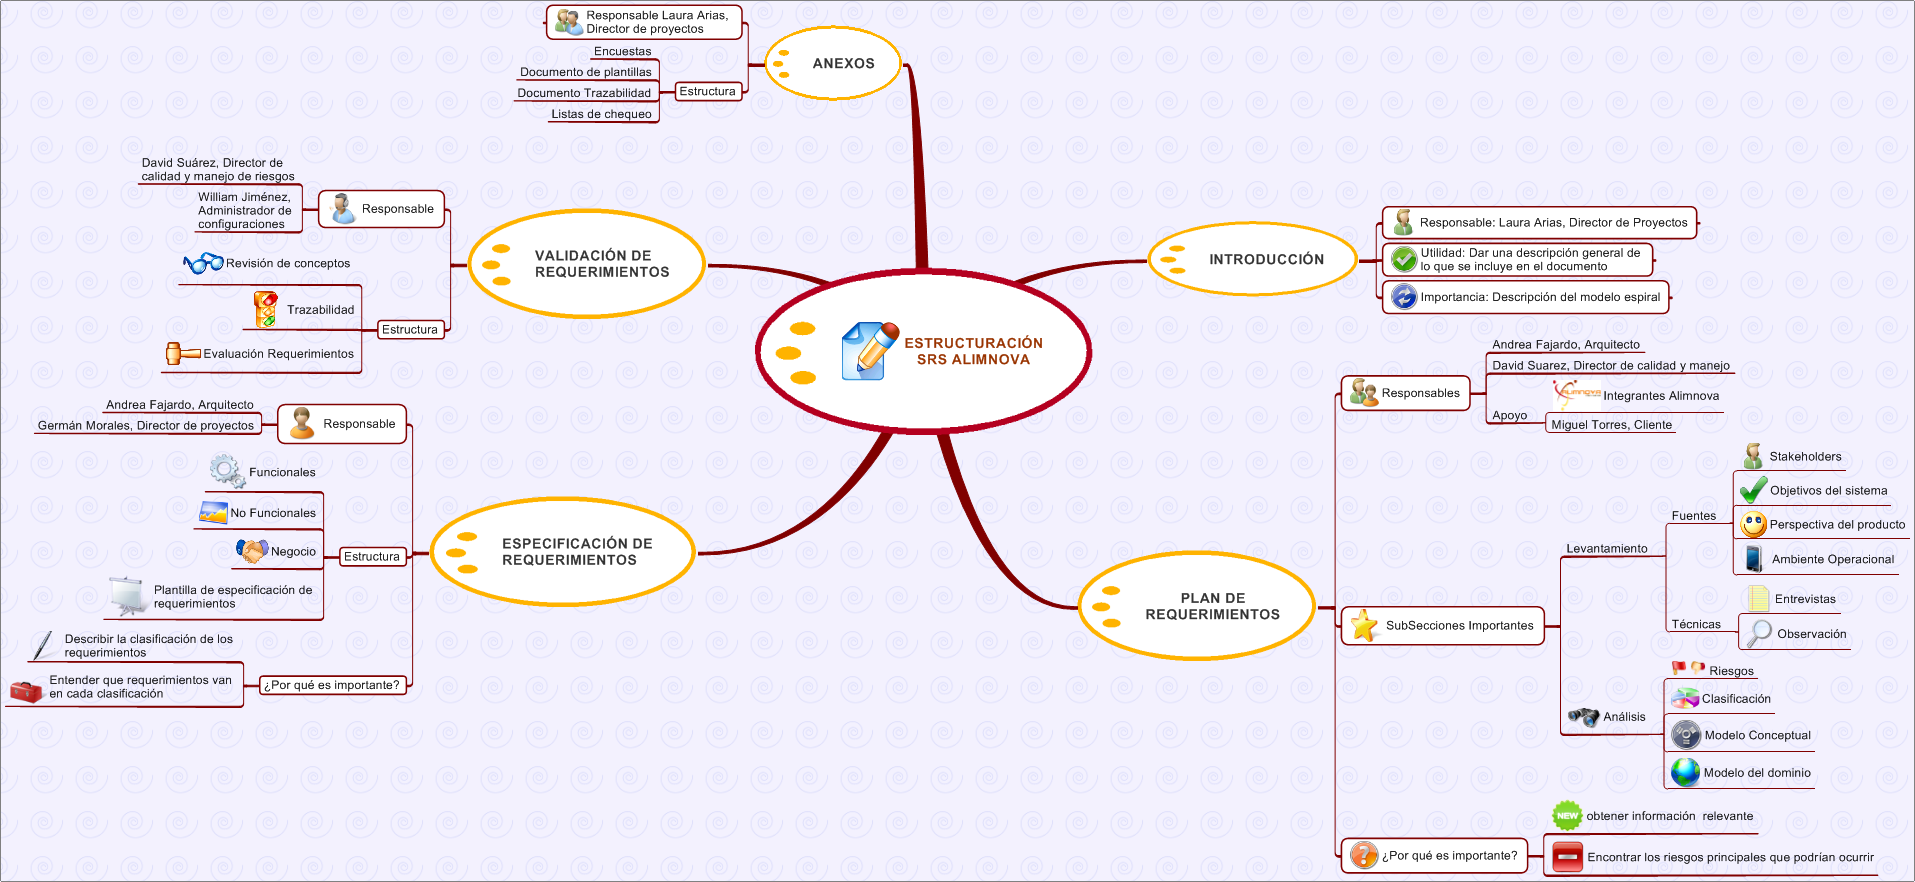 Responsable Laura Arias,
Director de proyectos
Encuestas
Documento de plantillas
Documento Trazabilidad
Listas de chequeo
Estructura
ANEXOS
David Suárez, Director de
calidad y manejo de riesgos
William Jiménez,
Administrador de
configuraciones
Responsable
Revisión de conceptos
Trazabilidad
Evaluación Requerimientos
Estructura
VALIDACIÓN DE
REQUERIMIENTOS
INTRODUCCIÓN
Responsable: Laura Arias, Director de Proyectos
Utilidad: Dar una descripción general de
lo que se incluye en el documento
Importancia: Descripción del modelo espiral
ESTRUCTURACIÓN
SRS ALIMNOVA
Andrea Fajardo, Arquitecto
Germán Morales, Director de proyectos
Responsable
Funcionales
No Funcionales
Negocio
Plantilla de especificación de
requerimientos
Estructura
Describir la clasificación de los
requerimientos
Entender que requerimientos van
en cada clasificación
¿Por qué es importante?
ESPECIFICACIÓN DE
REQUERIMIENTOS
PLAN DE
REQUERIMIENTOS
Responsables
Andrea Fajardo, Arquitecto
David Suarez, Director de calidad y manejo
Apoyo
ALIMNOVA
Integrantes Alimnova
Miguel Torres, Cliente
SubSecciones Importantes
Levantamiento
Fuentes
Stakeholders
Objetivos del sistema
Perspectiva del producto
Ambiente Operacional
Técnicas
Entrevistas
Observación
Análisis
Riesgos
Clasificación
Modelo Conceptual
Modelo del dominio
¿Por qué es importante?
NEW
obtener información relevante
Encontrar los riesgos principales que podrían ocurrir